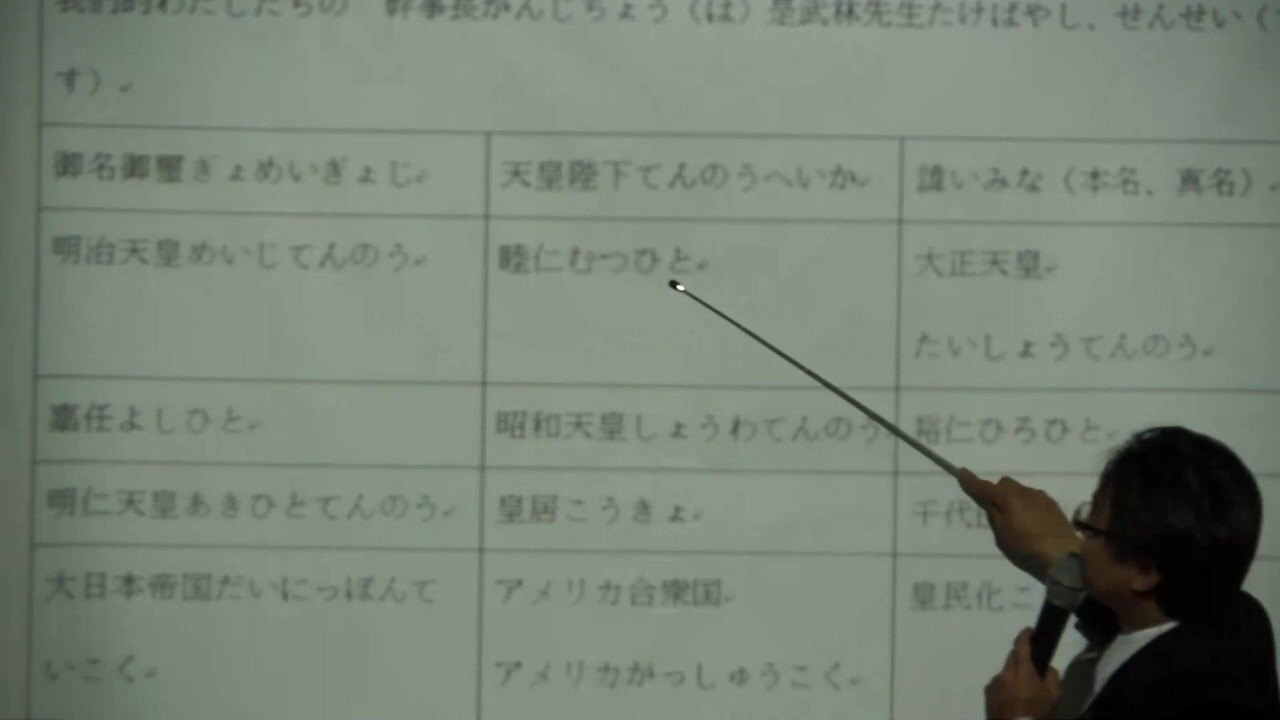 我們的わたしたちの 幹事長かんじちょう（は）是武林先生たけばやし、せんせい（
す）
御名御璽ぎょめいぎょじ 天皇陛下てんのうへいか 諱いみな（本名、真名）
明治天皇めいじてんのう 睦仁むつひと 大正天皇
たいしょうてんのう
嘉任よしひと 昭和天皇しょうわてんのう 裕仁ひろひと
明仁天皇あきひとてんのう 皇居こうきょ 千代
大日本帝国だいにっぽんて アメリカ合衆国 皇民化こ
いこく アメリカがっしゅうこく